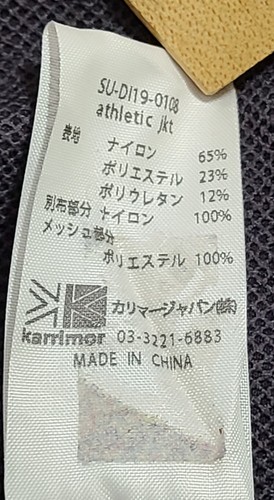 SU-DI19-0108
athletic jkt
表地
ナイロン 65%
ポリエステル 23%
ポリウレタン 12%
別布部分 ナイロン 100%
メッシュ部分
ポリエステル 100%
カリマージャパン(株)
karrimor 03-3221-6883
MADE IN CHINA